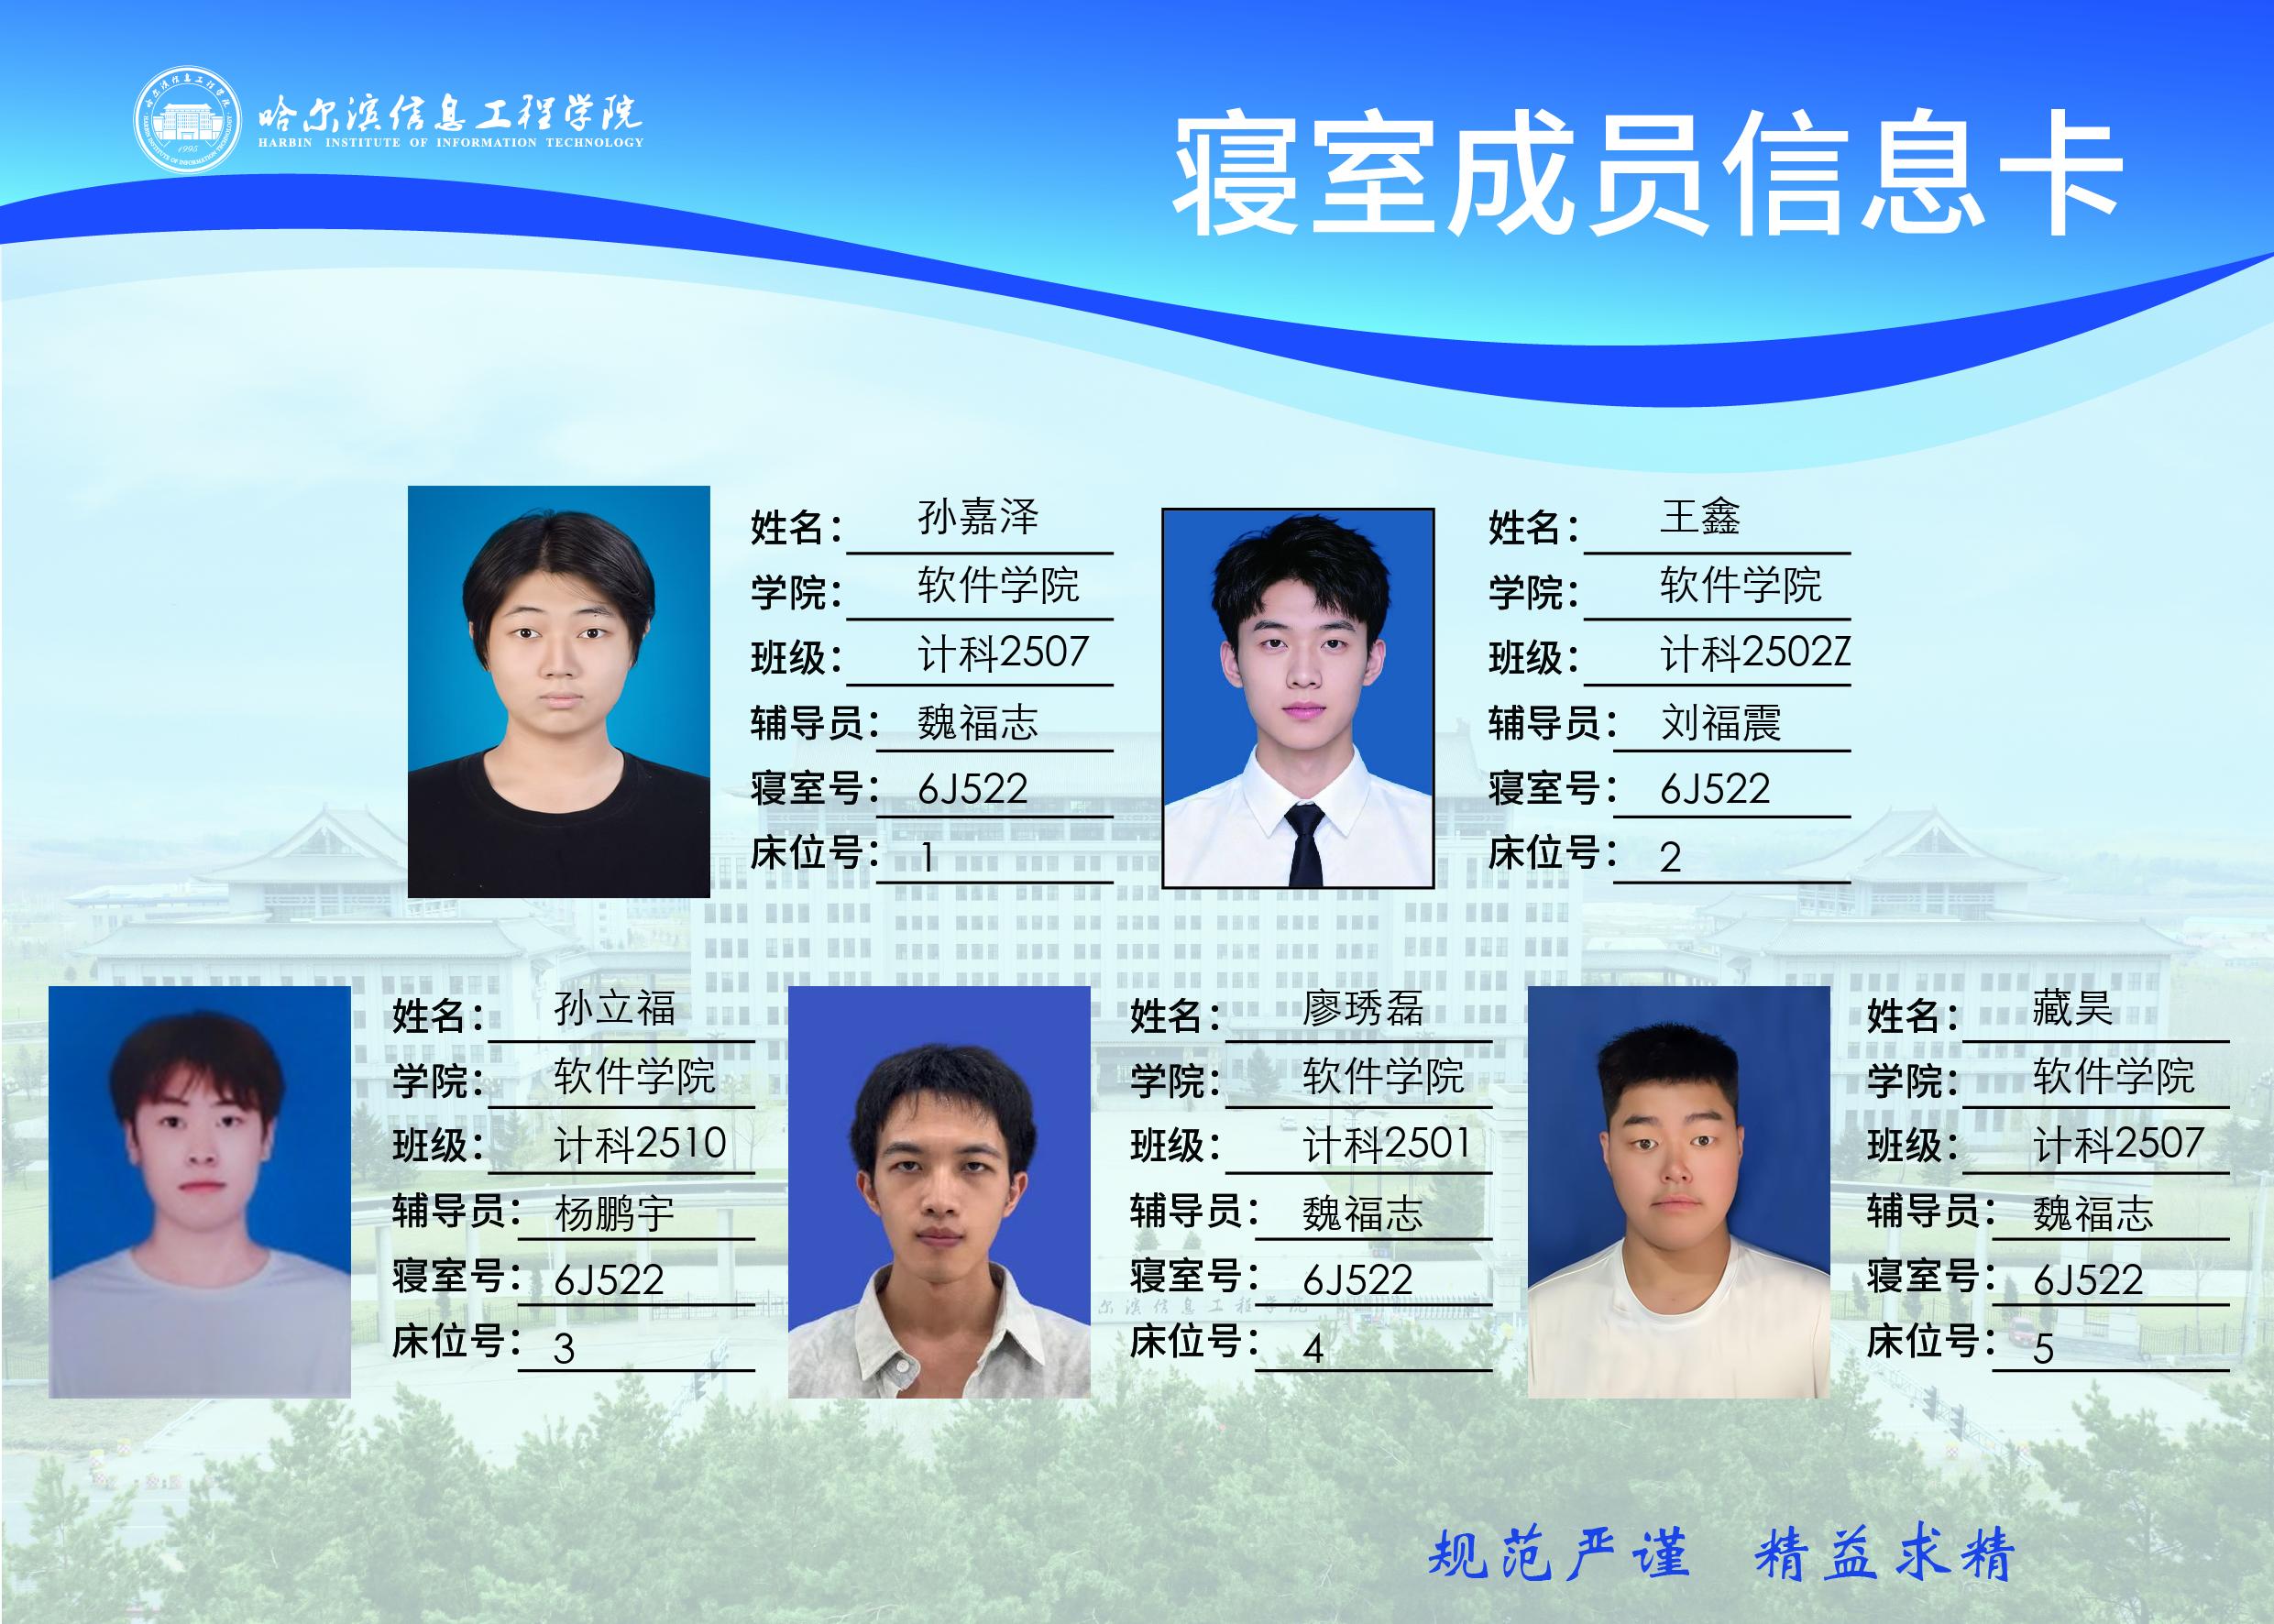 哈尔滨信息工程学院
HARBIN INSTITUTE OF INFORMATION TECHNOLOGY
1995
寝室成员信息卡
姓名： 孙嘉泽
学院： 软件学院
班级： 计科2507
辅导员： 魏福志
寝室号： 6J522
床位号： 1
姓名： 王鑫
学院： 软件学院
班级： 计科2502Z
辅导员： 刘福震
寝室号： 6J522
床位号： 2
姓名： 孙立福
学院： 软件学院
班级： 计科2510
辅导员： 杨鹏宇
寝室号： 6J522
床位号： 3
姓名： 廖琇磊
学院： 软件学院
班级： 计科2501
辅导员： 魏福志
寝室号： 6J522
床位号： 4
姓名： 藏昊
学院： 软件学院
班级： 计科2507
辅导员： 魏福志
寝室号： 6J522
床位号： 5
尔滨信息工程学院
规范严谨 精益求精